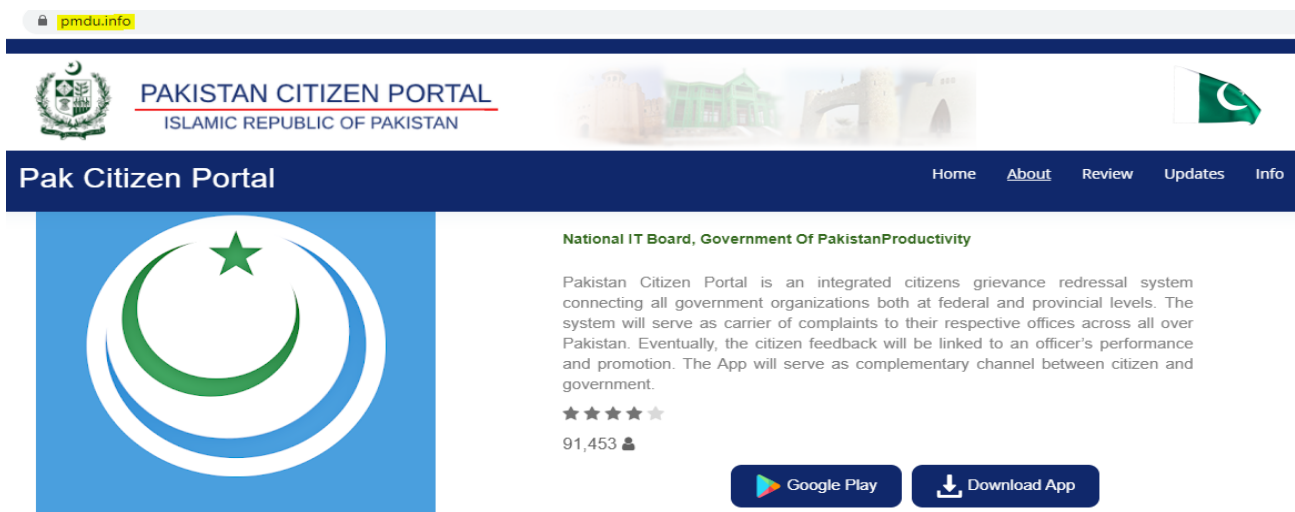 pmdu.info
PAKISTAN CITIZEN PORTAL
ISLAMIC REPUBLIC OF PAKISTAN
Pak Citizen Portal
Home About Review Updates Info
National IT Board, Government Of PakistanProductivity
Pakistan Citizen Portal is an integrated citizens grievance redressal system
connecting all government organizations both at federal and provincial levels. The
system will serve as carrier of complaints to their respective offices across all over
Pakistan. Eventually, the citizen feedback will be linked to an officer's performance
and promotion. The App will serve as complementary channel between citizen and
government.
91,453
Google Play
Download App